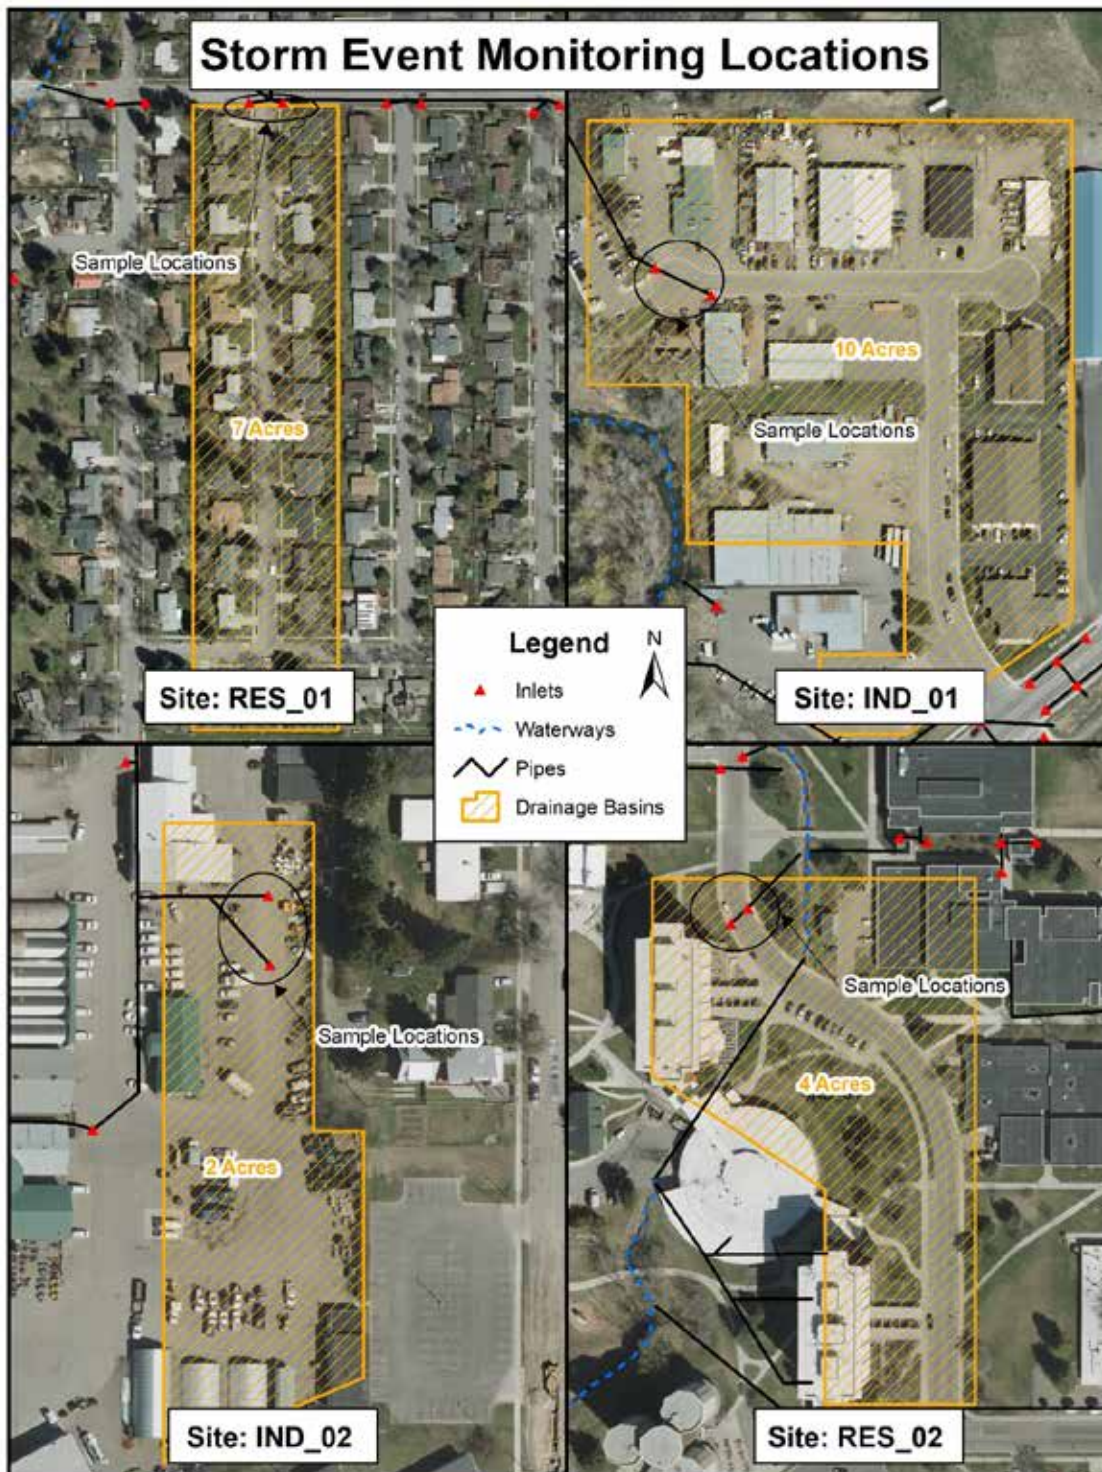 Storm Event Monitoring Locations
Sample Locations
7 Acres
Site: RES_01
10 Acres
Sample Locations
Site: IND_01
Legend
N
Inlets
Waterways
Pipes
Drainage Basins
Sample Locations
2 Acres
Site: IND_02
Sample Locations
4 Acres
Site: RES_02